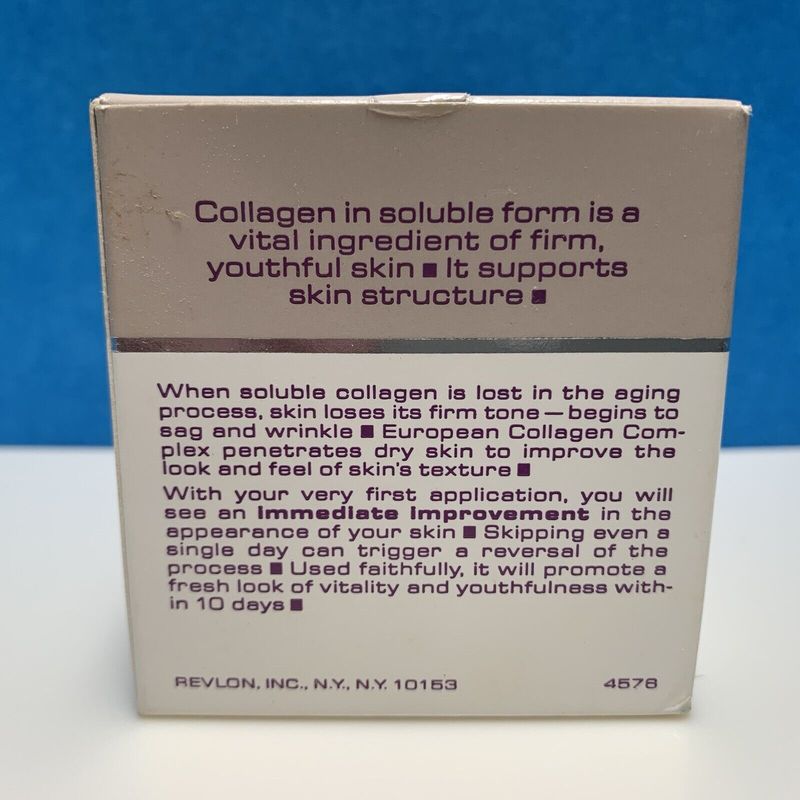 Collagen in soluble form is a
vital ingredient of firm,
youthful skin ■ It supports
skin structure ■
When soluble collagen is lost in the aging
process, skin loses its firm tone—begins to
sag and wrinkle ■ European Collagen Com-
plex penetrates dry skin to improve the
look and feel of skin's texture ■
With your very first application, you will
see an immediate improvement in the
appearance of your skin ■ Skipping even a
single day can trigger a reversal of the
process ■ Used faithfully, it will promote a
fresh look of vitality and youthfulness with-
in 10 days ■
REVLON, INC., N.Y., N.Y. 10153 4576